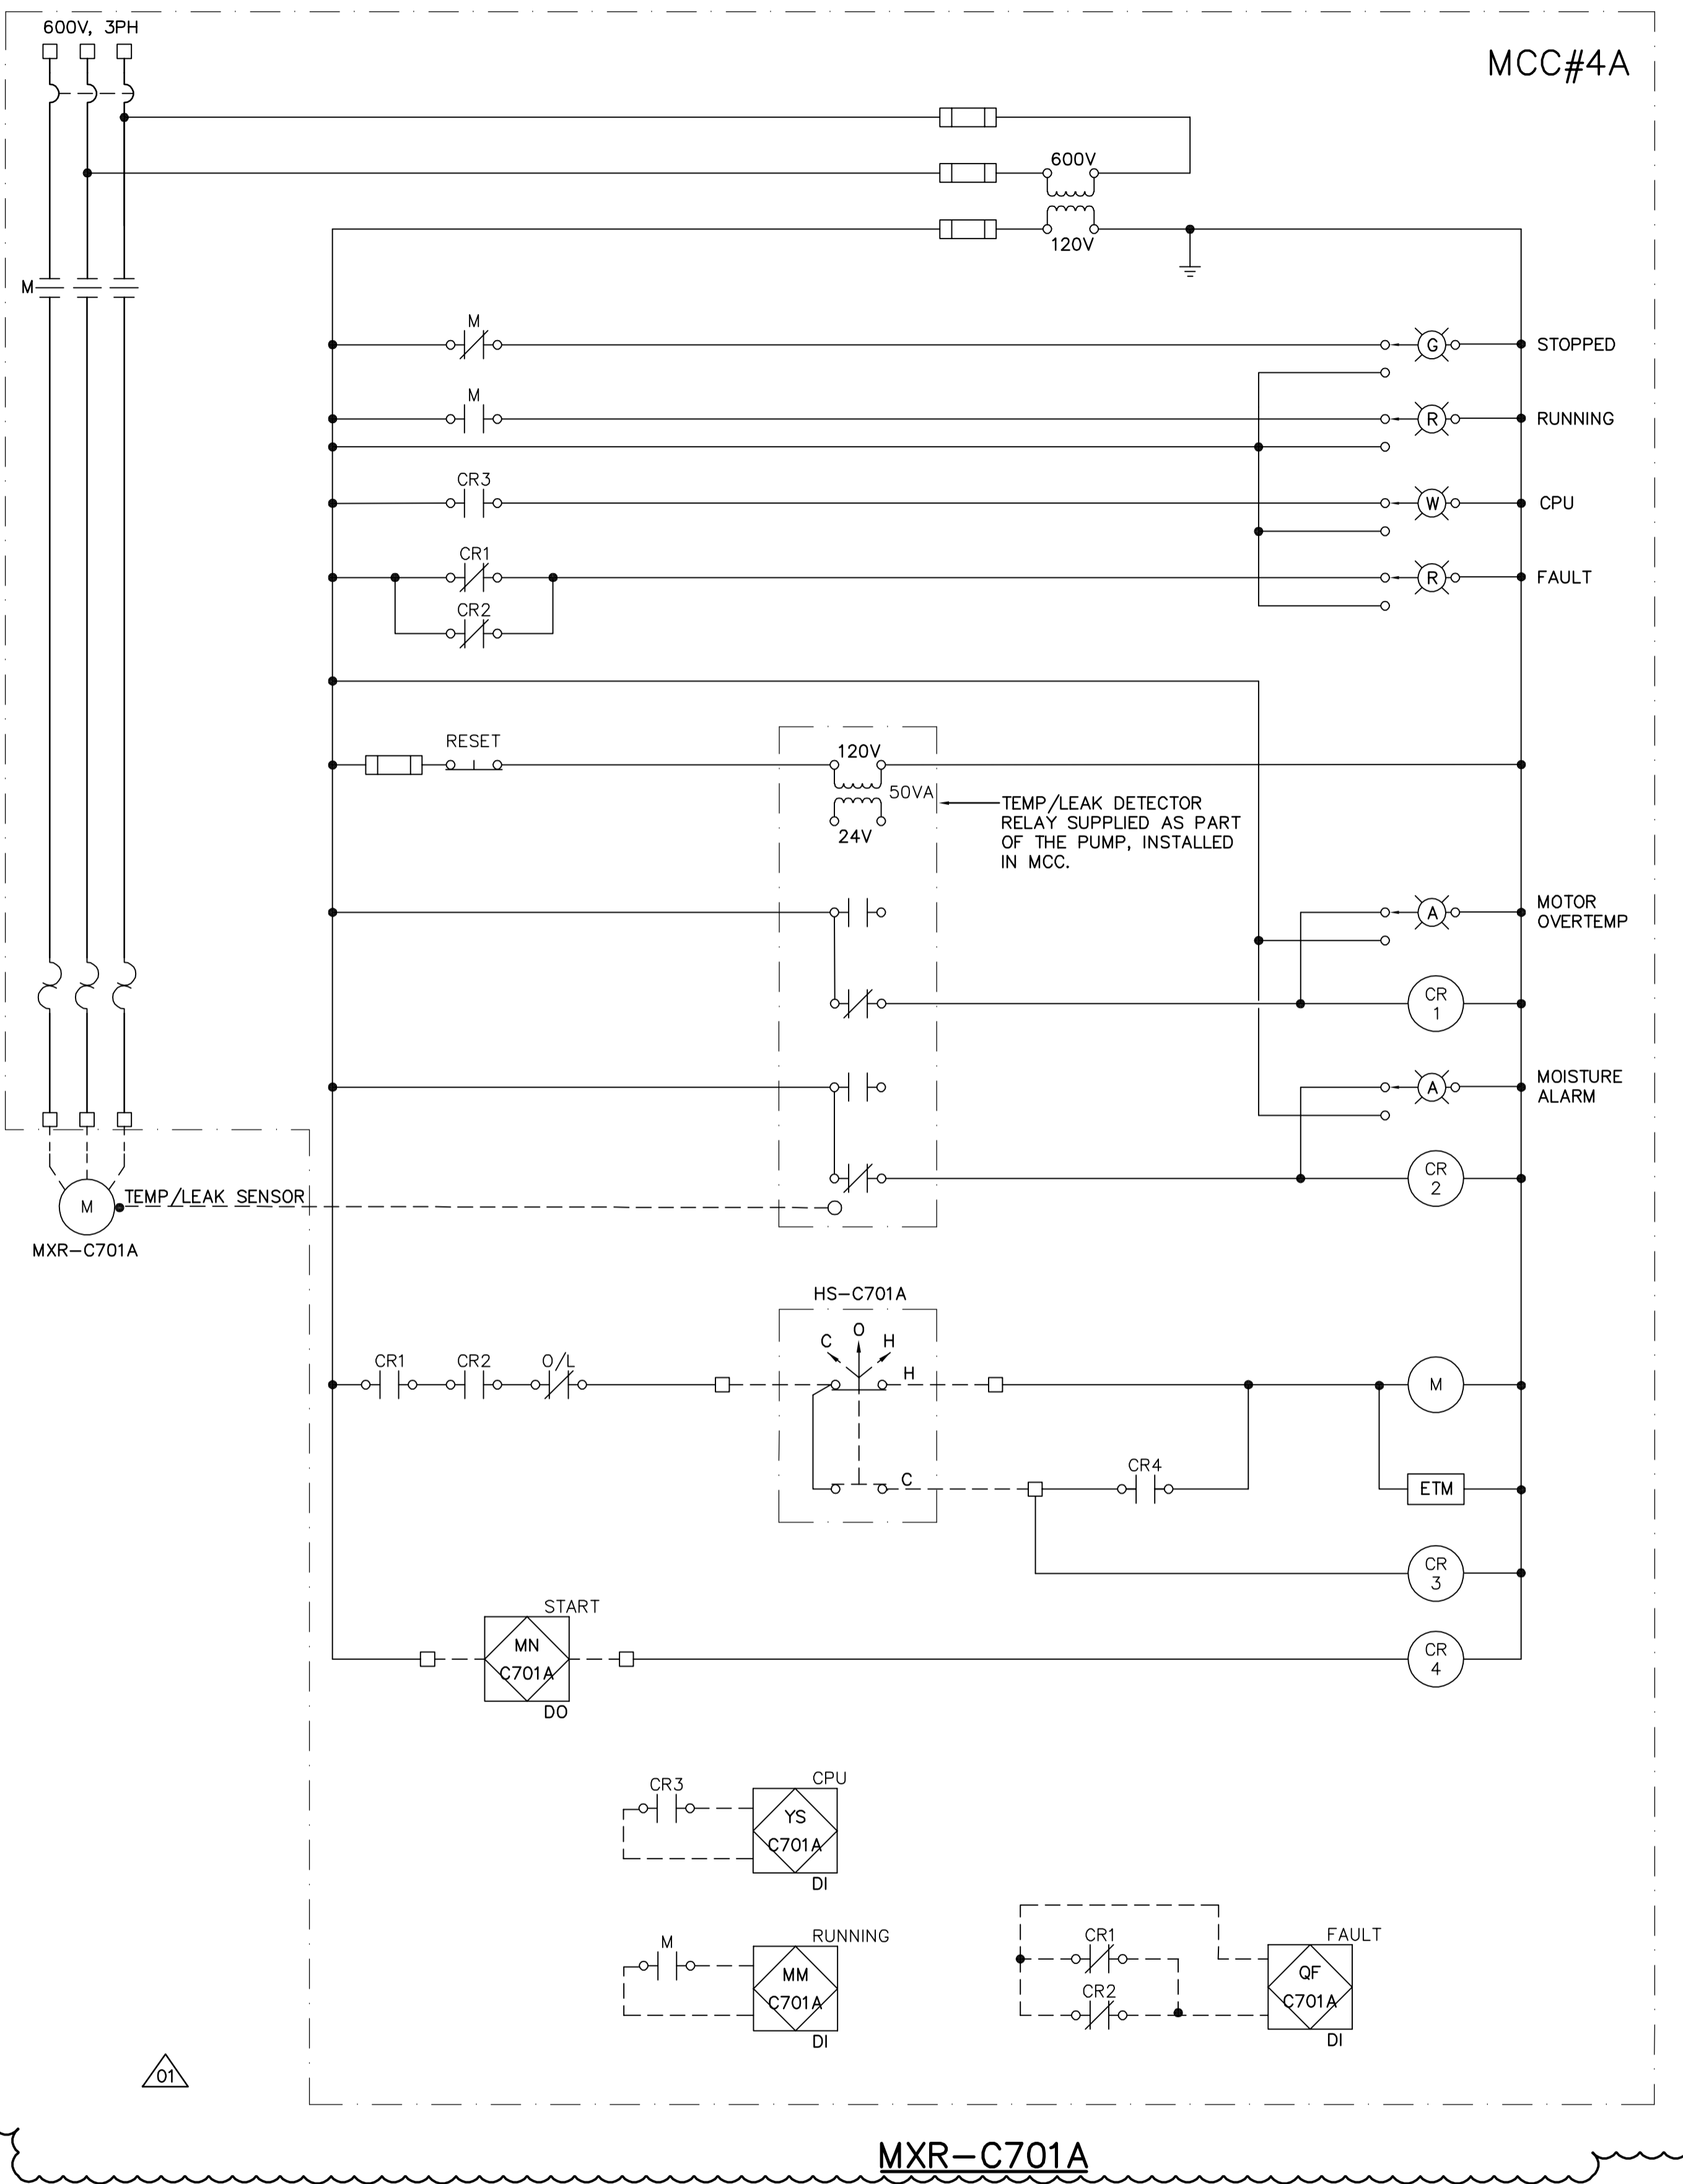 600V, 3PH
MCC#4A
600V
120V
M
M
G
STOPPED
M
R
RUNNING
CR3
W
CPU
CR1
R
FAULT
CR2
RESET
120V
50VA
24V
TEMP/LEAK DETECTOR
RELAY SUPPLIED AS PART
OF THE PUMP, INSTALLED
IN MCC.
A
MOTOR
OVERTEMP
CR
1
A
MOISTURE
ALARM
CR
2
M
TEMP/LEAK SENSOR
MXR-C701A
HS-C701A
C
O
H
H
CR1
CR2
O/L
M
C
CR4
ETM
CR
3
START
MN
C701A
DO
CR
4
CR3
CPU
YS
C701A
DI
M
RUNNING
MM
C701A
DI
CR1
CR2
FAULT
QF
C701A
DI
01
MXR-C701A